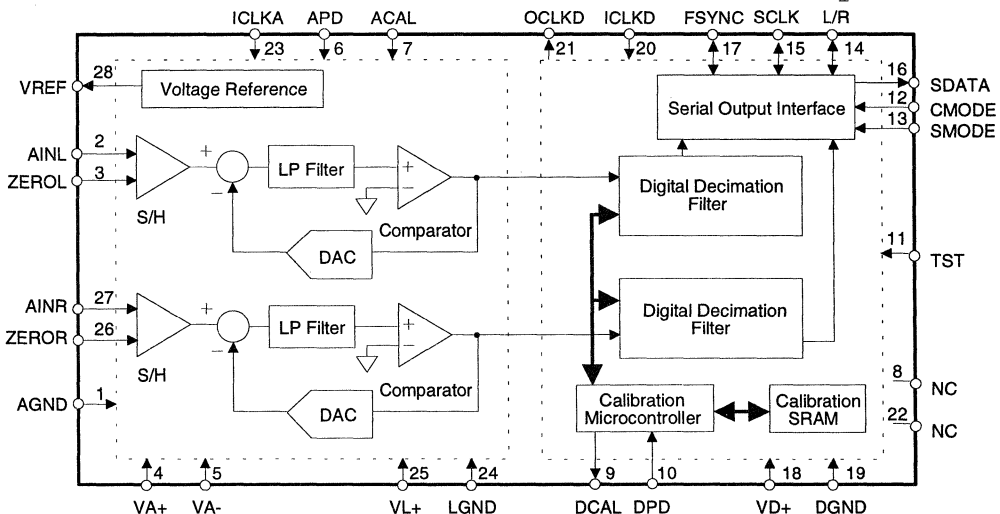 ICLKA APD ACAL OCLKD ICLKD FSYNC SCLK L/R
23 6 7 21 20 17 15 14
28
VREF
Voltage Reference
16
SDATA
12
CMODE
13
SMODE
Serial Output Interface
2
AINL
3
ZEROL
+
−
S/H
LP Filter
+
−
Comparator
DAC
Digital Decimation
Filter
11
TST
27
AINR
26
ZEROR
+
−
S/H
LP Filter
+
−
Comparator
DAC
Digital Decimation
Filter
1
AGND
Calibration
Microcontroller
Calibration
SRAM
8
NC
22
NC
4 5 25 24 9 10 18 19
VA+ VA- VL+ LGND DCAL DPD VD+ DGND